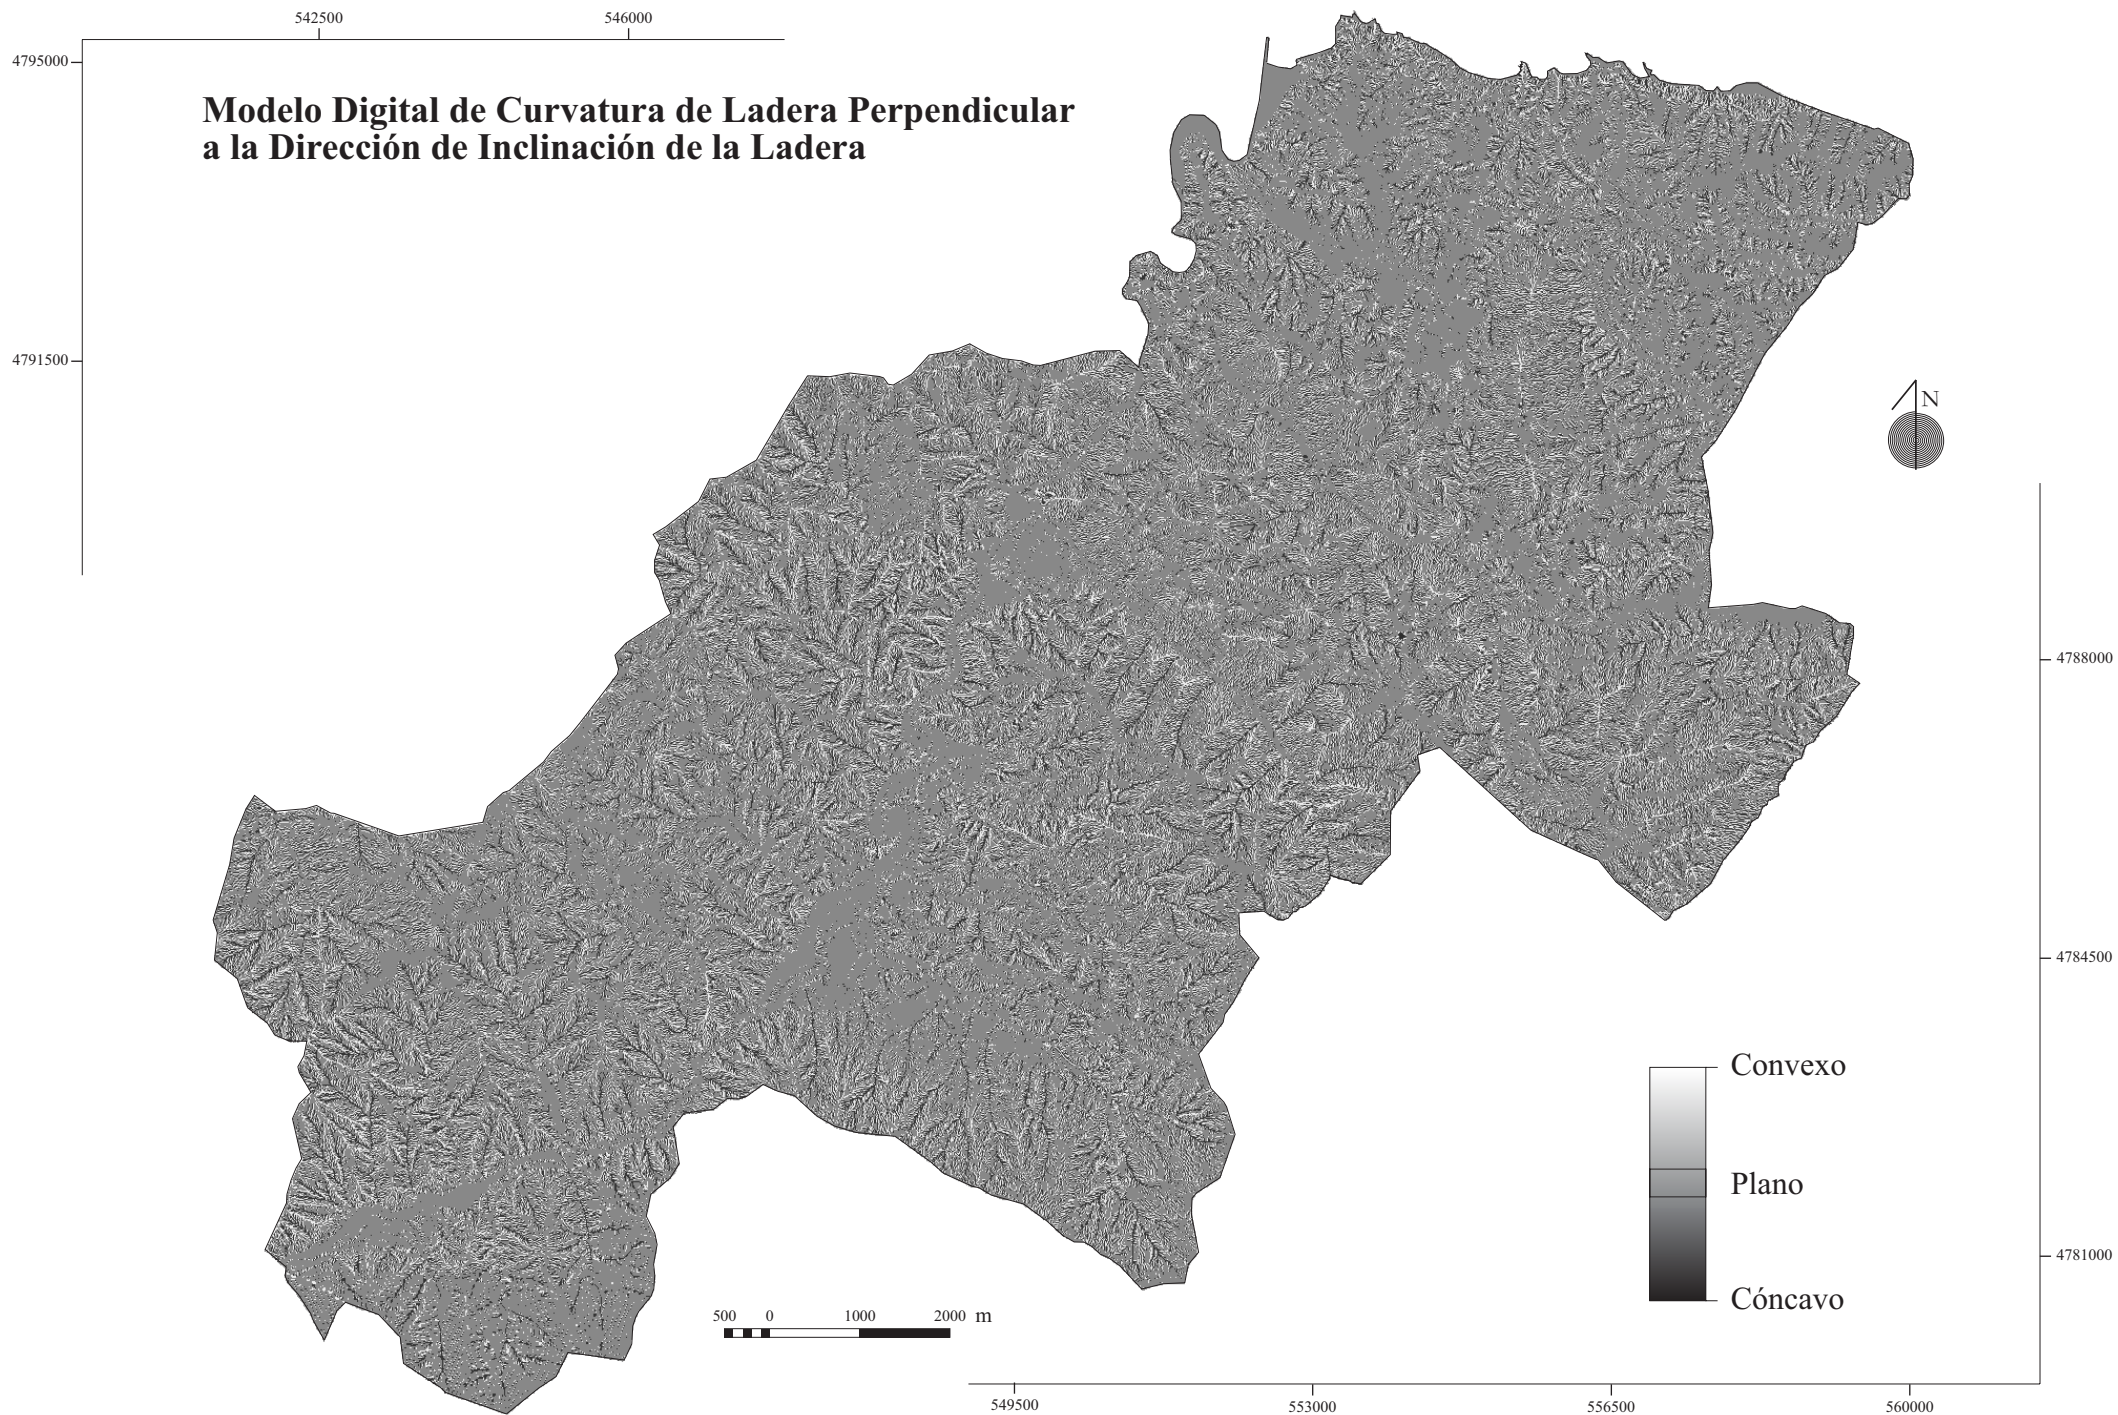 542500 546000
4795000
Modelo Digital de Curvatura de Ladera Perpendicular
a la Dirección de Inclinación de la Ladera
4791500
N
4788000
4784500
Convexo
Plano
4781000
Cóncavo
500 0 1000 2000 m
549500 553000 556500 560000